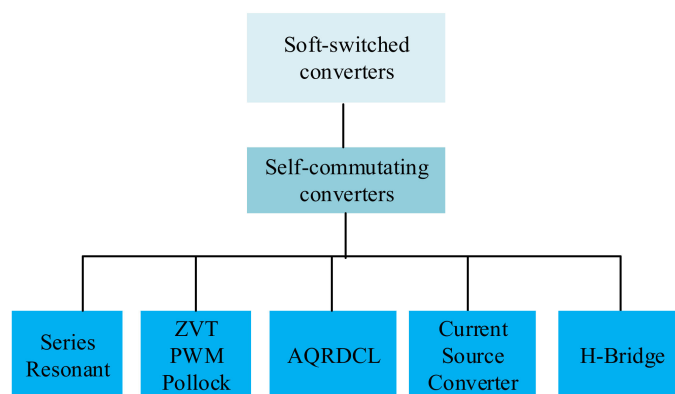 Soft-switched
converters
Self-commutating
converters
Series
Resonant
ZVT
PWM
Pollock
AQRDCL
Current
Source
Converter
H-Bridge